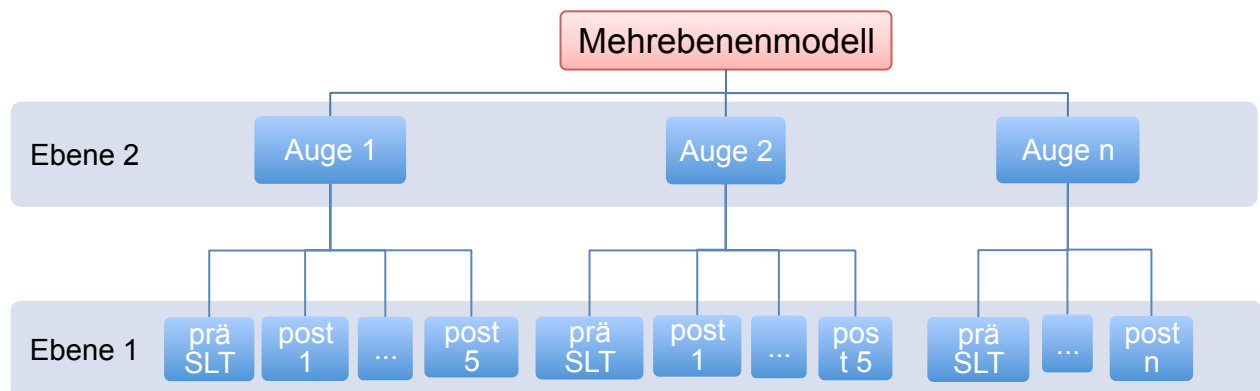 Mehrebenenmodell
Ebene 2
Auge 1
Auge 2
Auge n
Ebene 1
prä
SLT
post
1
...
post
5
prä
SLT
post
1
...
pos
t 5
prä
SLT
...
post
n